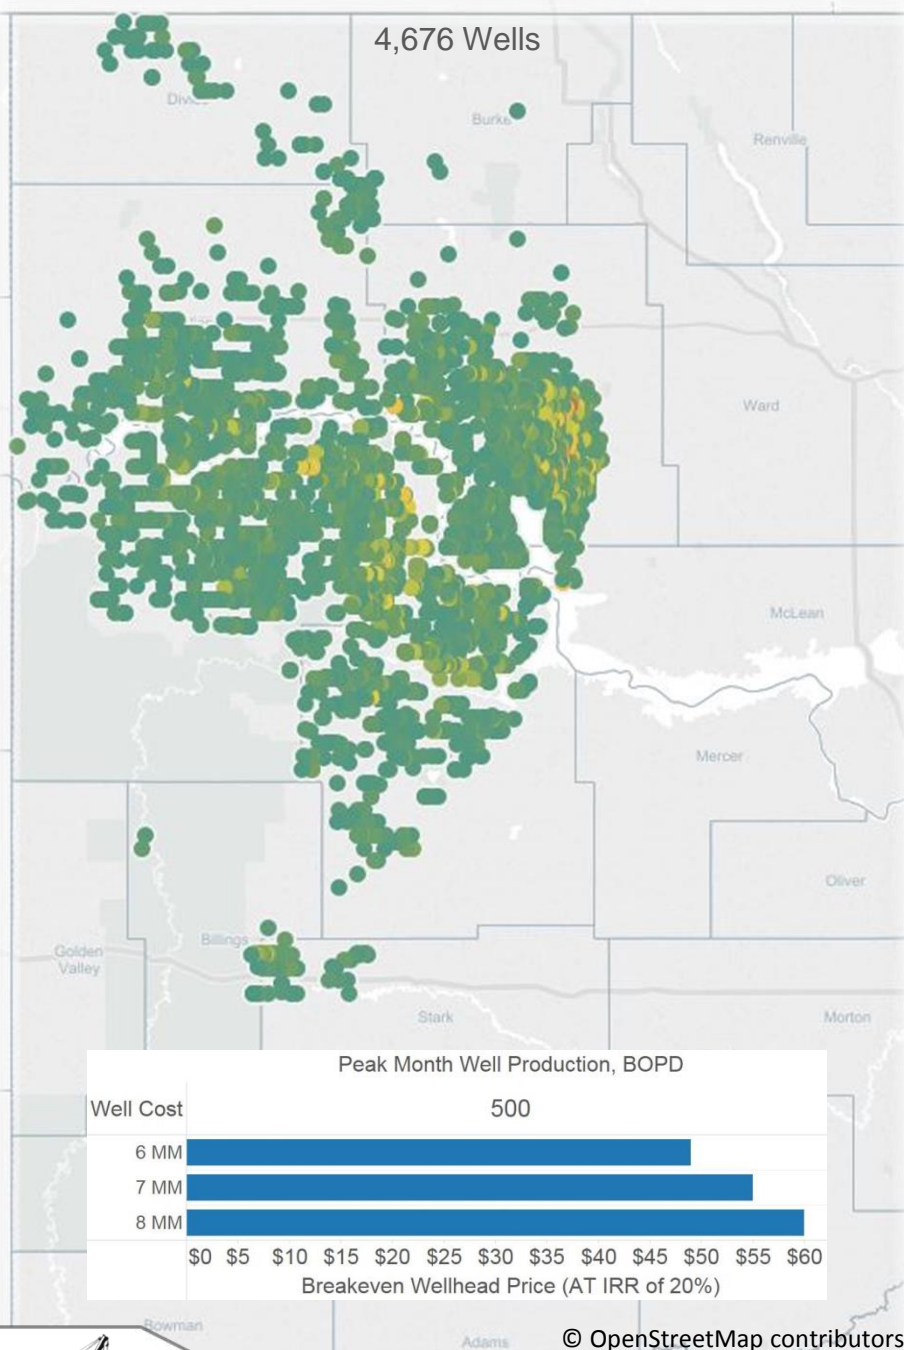 4,676 Wells
Burke
Renville
Ward
McLean
Mercer
Oliver
Billings
Golden
Valley
Stark
Morton
Peak Month Well Production, BOPD
Well Cost
500
6 MM
7 MM
8 MM
$0 $5 $10 $15 $20 $25 $30 $35 $40 $45 $50 $55 $60
Breakeven Wellhead Price (AT IRR of 20%)
Bowman
Adams
© OpenStreetMap contributors